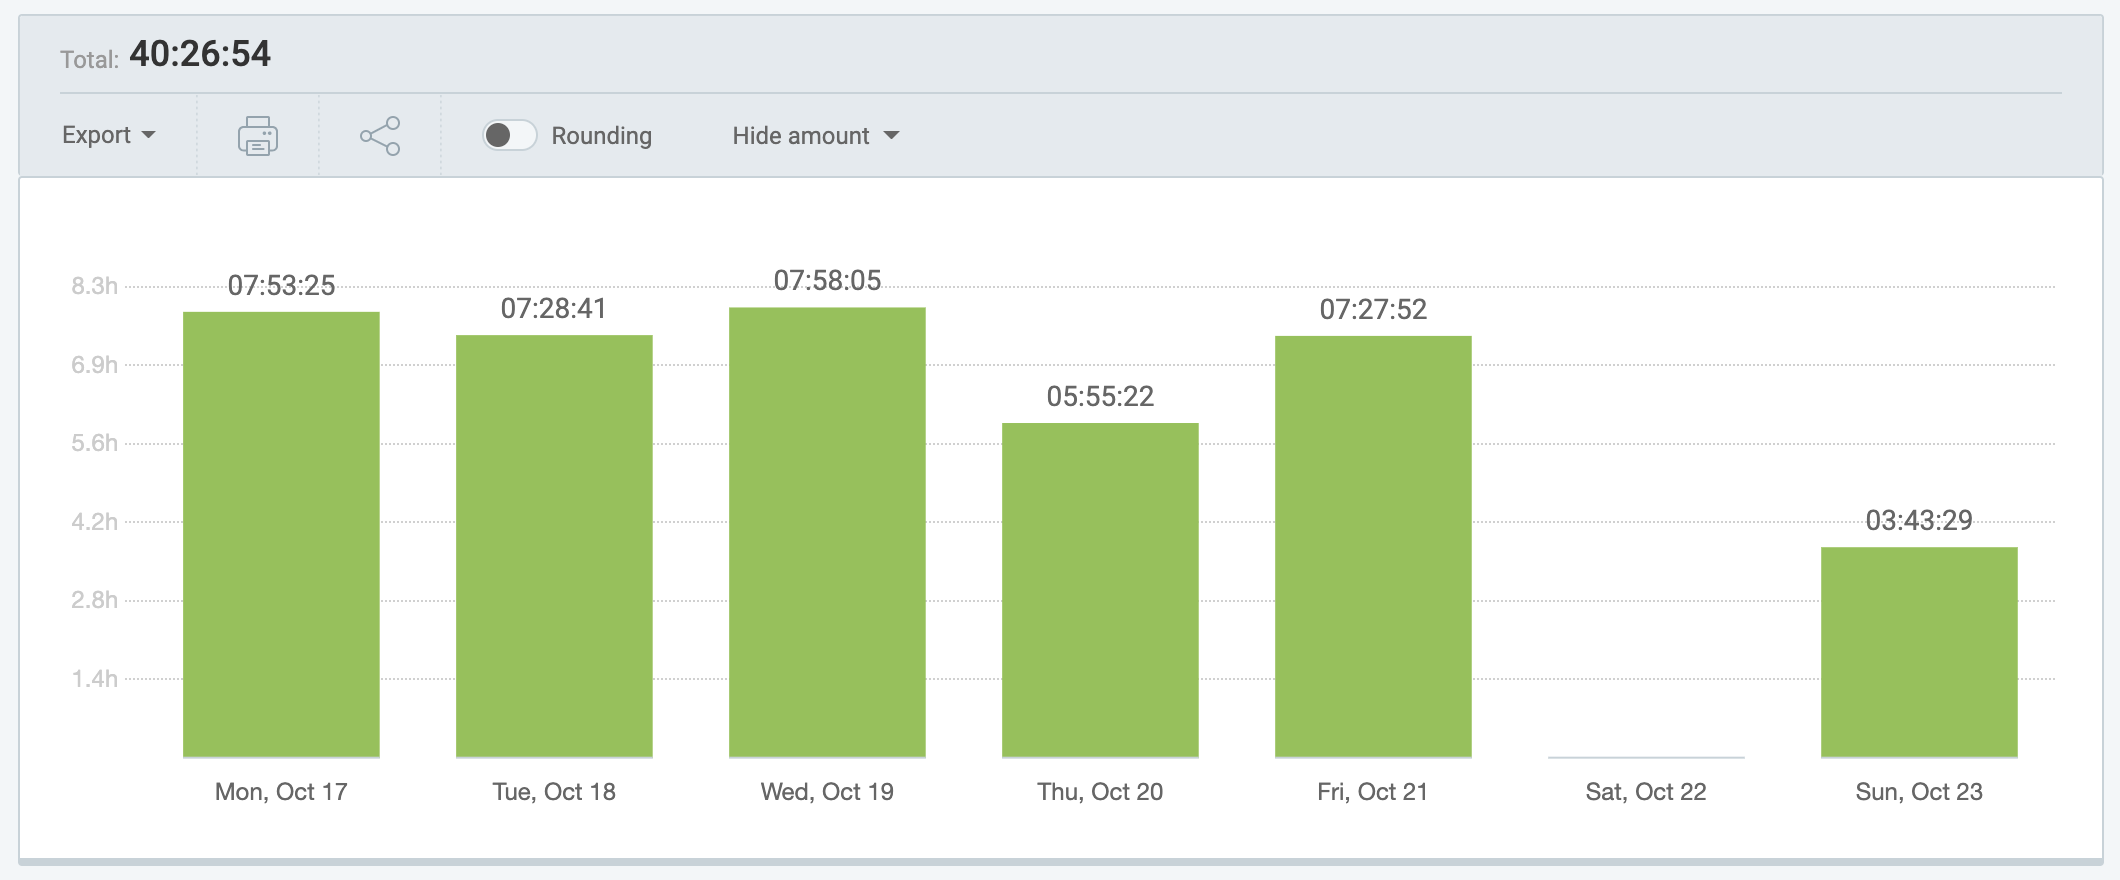 Total: 40:26:54
Export Rounding Hide amount
8.3h
6.9h
5.6h
4.2h
2.8h
1.4h
07:53:25
07:28:41
07:58:05
05:55:22
07:27:52
03:43:29
Mon, Oct 17 Tue, Oct 18 Wed, Oct 19 Thu, Oct 20 Fri, Oct 21 Sat, Oct 22 Sun, Oct 23